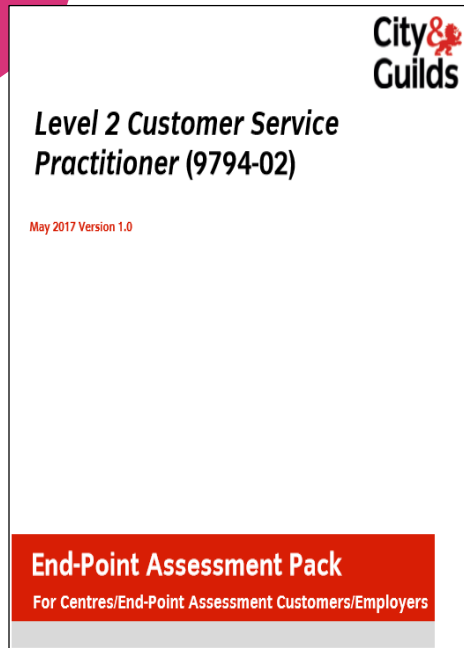 City&
Guilds
Level 2 Customer Service
Practitioner (9794-02)
May 2017 Version 1.0
End-Point Assessment Pack
For Centres/End-Point Assessment Customers/Employers